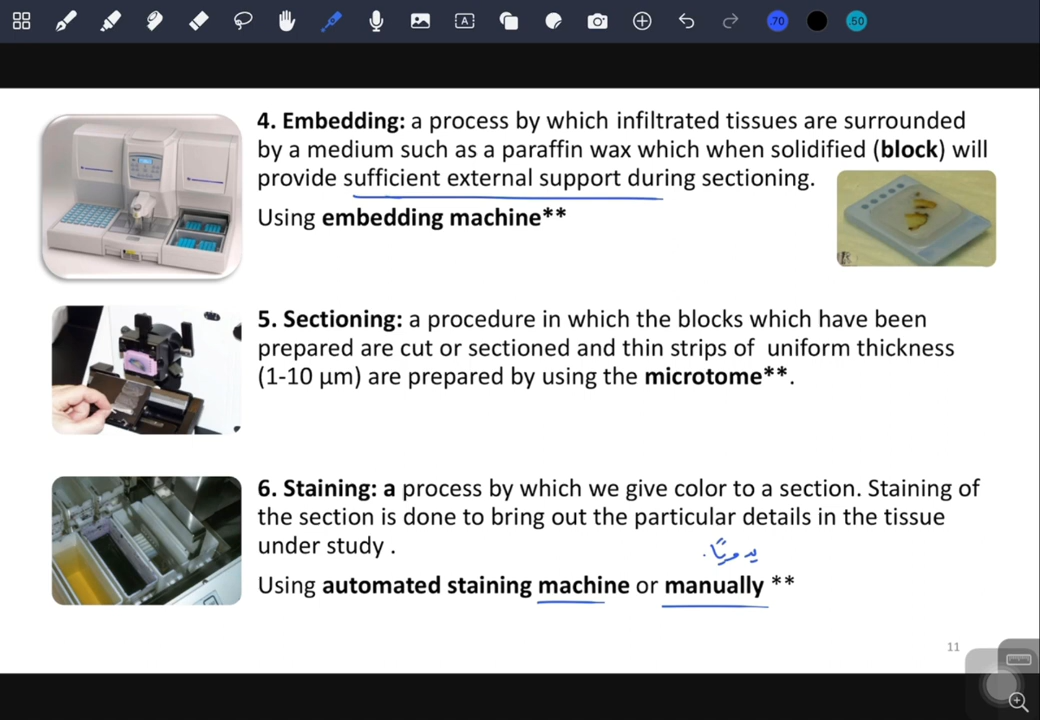 .70
.50
A
4. Embedding: a process by which infiltrated tissues are surrounded
by a medium such as a paraffin wax which when solidified (block) will
provide sufficient external support during sectioning.
Using embedding machine**
5. Sectioning: a procedure in which the blocks which have been
prepared are cut or sectioned and thin strips of uniform thickness
(1-10 µm) are prepared by using the microtome**.
6. Staining: a process by which we give color to a section. Staining of
the section is done to bring out the particular details in the tissue
under study .
يدويًا.
Using automated staining machine or manually **
11